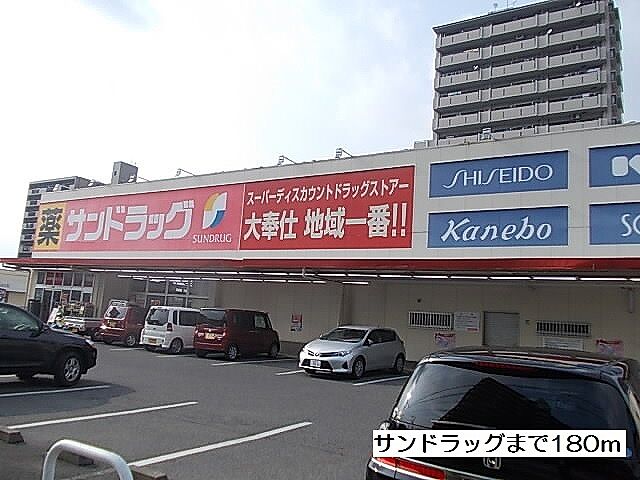 薬 サンドラッグ
SUNDRUG
スーパーディスカウントドラッグストアー
大奉仕 地域一番!!
SHISEIDO
Kanebo
K
SO
サンドラッグまで180m